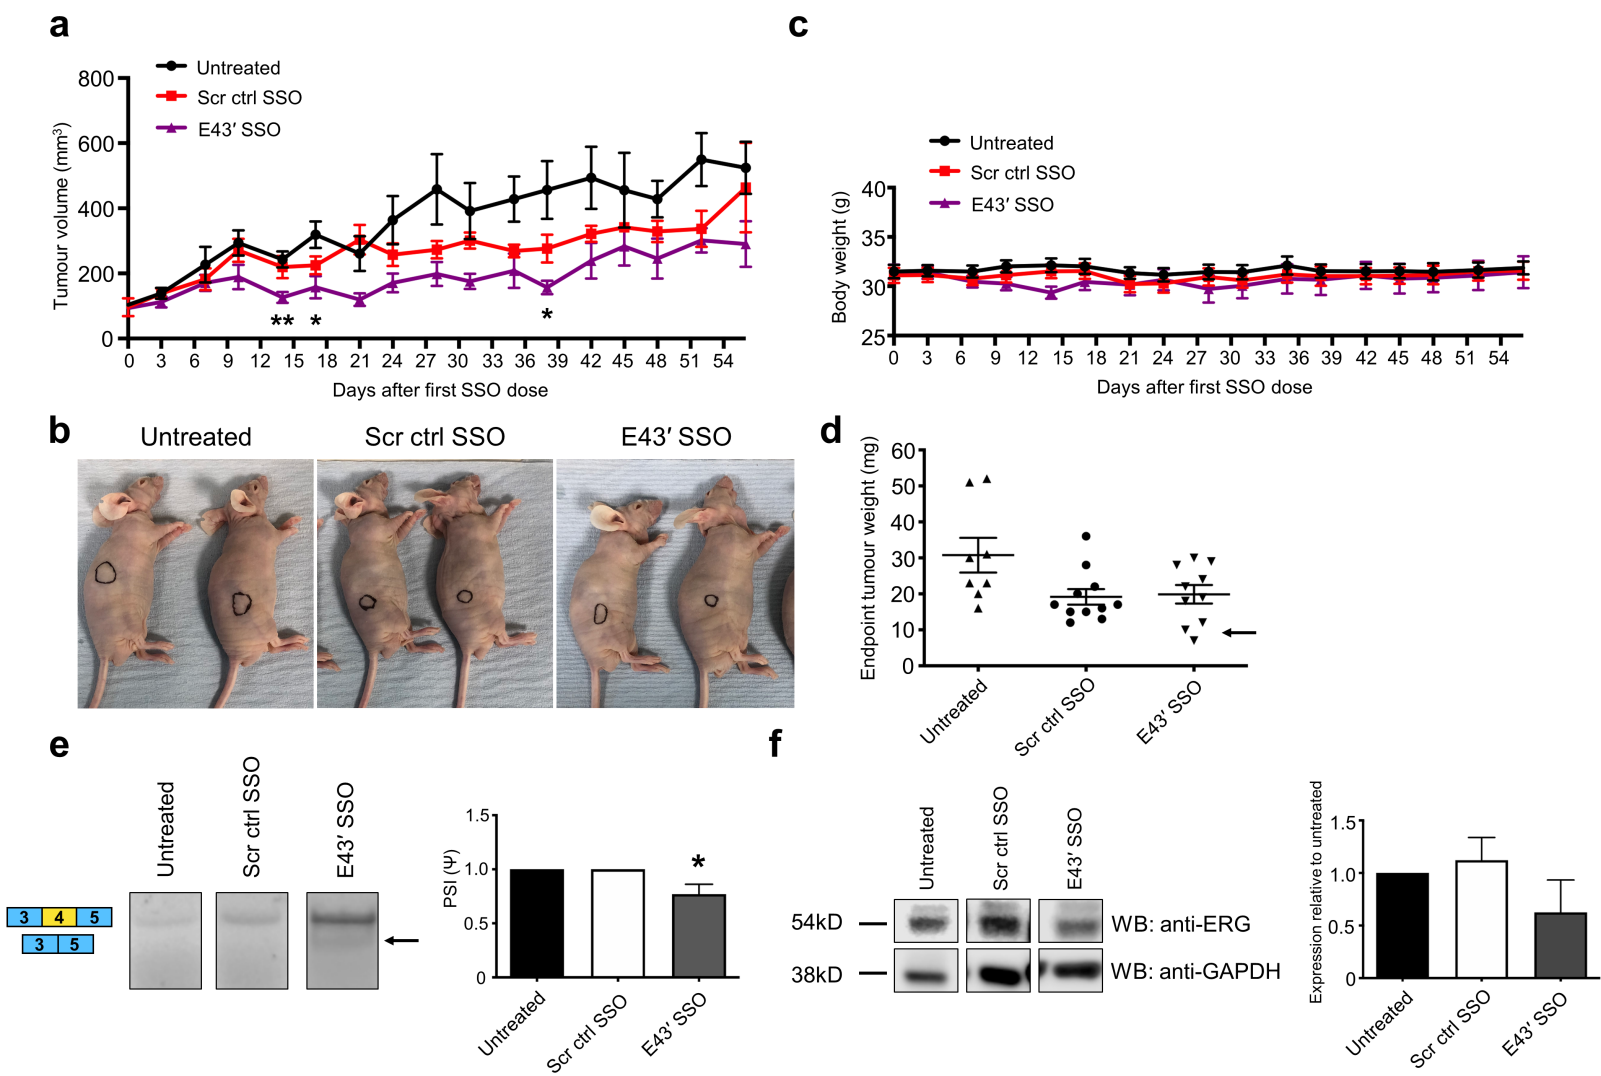 a
Untreated
Scr ctrl SSO
E43′ SSO
Tumour volume (mm³)
800
600
400
200
0
** * *
0 3 6 9 12 15 18 21 24 27 30 33 36 39 42 45 48 51 54
Days after first SSO dose
c
Untreated
Scr ctrl SSO
E43′ SSO
Body weight (g)
40
35
30
25
0 3 6 9 12 15 18 21 24 27 30 33 36 39 42 45 48 51 54
Days after first SSO dose
b
Untreated Scr ctrl SSO E43′ SSO
d
Endpoint tumour weight (mg)
60
50
40
30
20
10
0
Untreated
Scr ctrl SSO
E43′ SSO
e
Untreated
Scr ctrl SSO
E43′ SSO
3 4 5
3 5
PSI (Ψ)
1.5
1.0
0.5
0
*
Untreated
Scr ctrl SSO
E43′ SSO
f
Untreated
Scr ctrl SSO
E43′ SSO
54kD
WB: anti-ERG
38kD
WB: anti-GAPDH
Expression relative to untreated
1.5
1.0
0.5
0
Untreated
Scr ctrl SSO
E43′ SSO